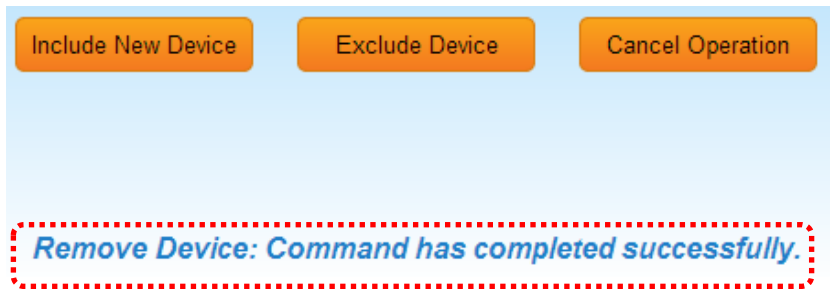 Include New Device Exclude Device Cancel Operation
Remove Device: Command has completed successfully.